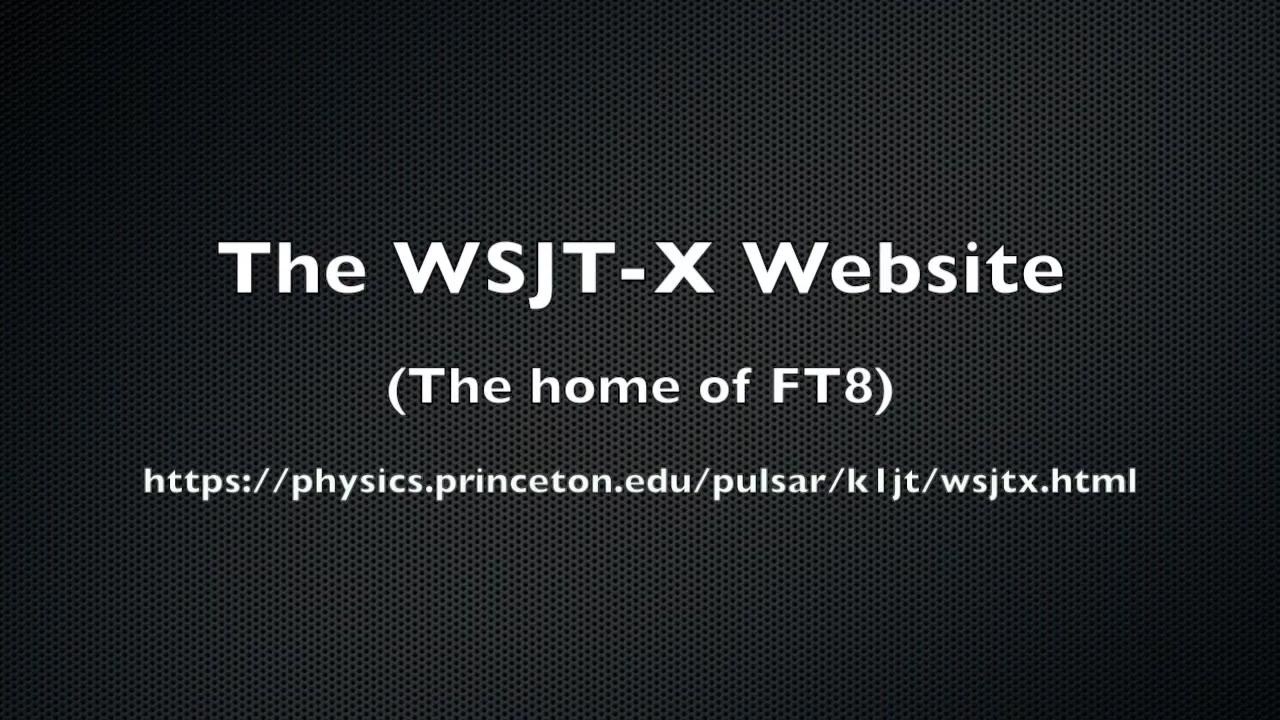 The WSJT-X Website
(The home of FT8)
https://physics.princeton.edu/pulsar/k1jt/wsjtx.html